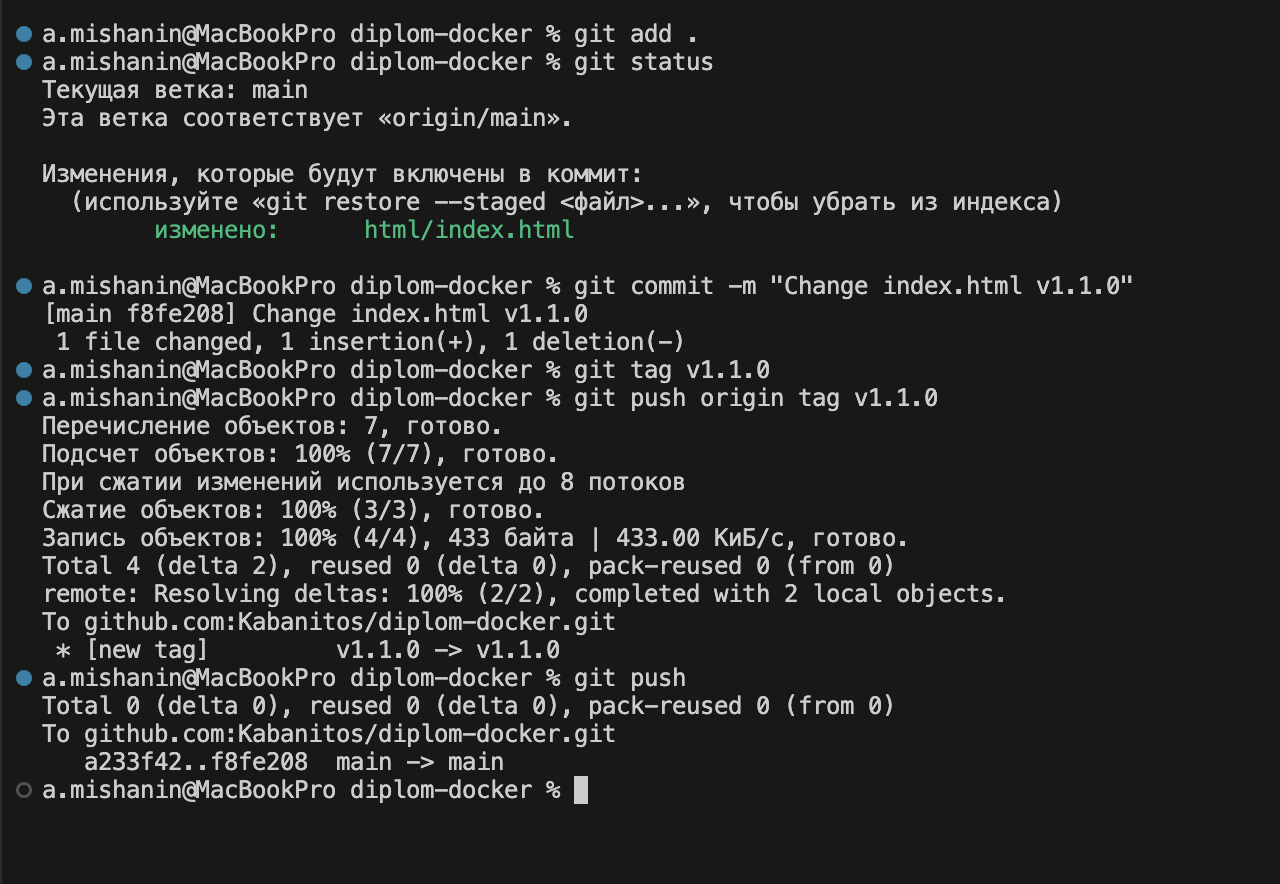 a.mishanin@MacBookPro diplom-docker % git add .
a.mishanin@MacBookPro diplom-docker % git status
Текущая ветка: main
Эта ветка соответствует «origin/main».
Изменения, которые будут включены в коммит:
(используйте «git restore --staged <файл>...», чтобы убрать из индекса)
изменено:      html/index.html
a.mishanin@MacBookPro diplom-docker % git commit -m "Change index.html v1.1.0"
[main f8fe208] Change index.html v1.1.0
1 file changed, 1 insertion(+), 1 deletion(-)
a.mishanin@MacBookPro diplom-docker % git tag v1.1.0
a.mishanin@MacBookPro diplom-docker % git push origin tag v1.1.0
Перечисление объектов: 7, готово.
Подсчет объектов: 100% (7/7), готово.
При сжатии изменений используется до 8 потоков
Сжатие объектов: 100% (3/3), готово.
Запись объектов: 100% (4/4), 433 байта | 433.00 КиБ/с, готово.
Total 4 (delta 2), reused 0 (delta 0), pack-reused 0 (from 0)
remote: Resolving deltas: 100% (2/2), completed with 2 local objects.
To github.com:Kabanitos/diplom-docker.git
* [new tag]         v1.1.0 -> v1.1.0
a.mishanin@MacBookPro diplom-docker % git push
Total 0 (delta 0), reused 0 (delta 0), pack-reused 0 (from 0)
To github.com:Kabanitos/diplom-docker.git
a233f42..f8fe208  main -> main
a.mishanin@MacBookPro diplom-docker %